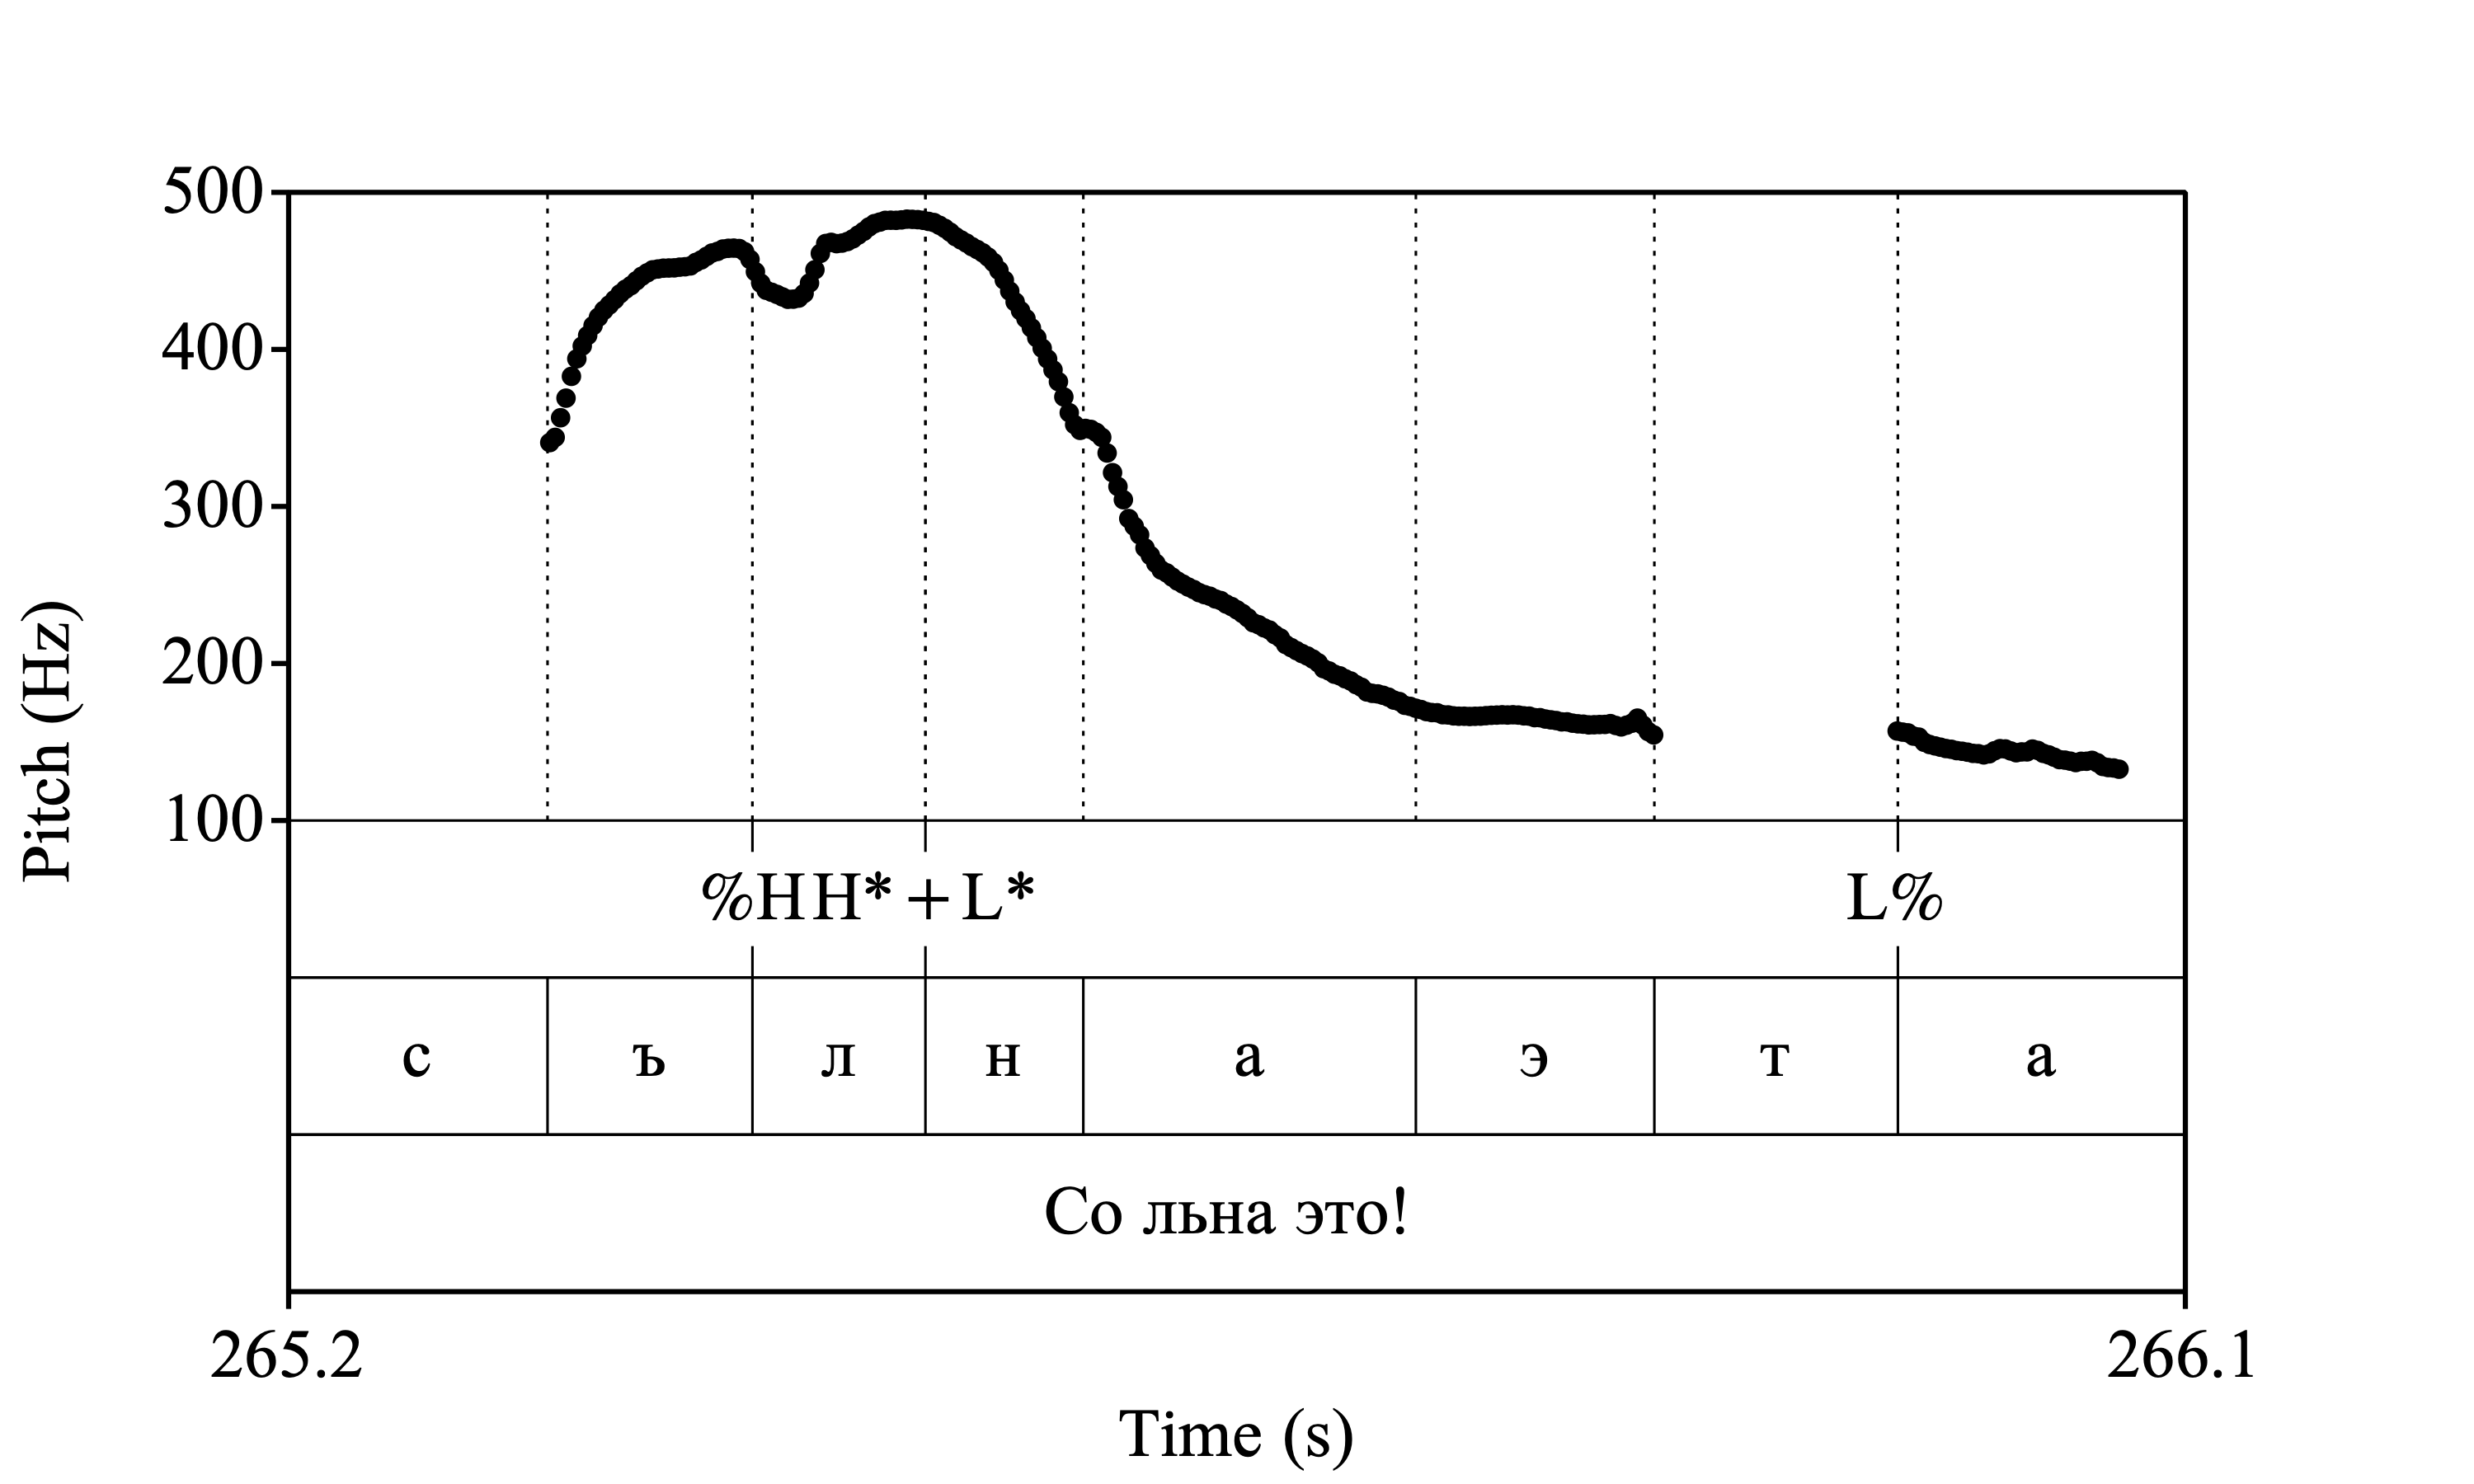 500
400
300
200
100
Pitch (Hz)
%HH*+L* L%
с ъ л н а э т а
Со льна это!
265.2 266.1
Time (s)